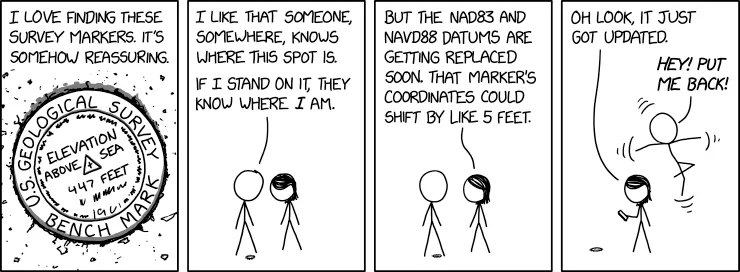 I LOVE FINDING THESE
SURVEY MARKERS. IT'S
SOMEHOW REASSURING.
U.S. GEOLOGICAL SURVEY
ELEVATION
ABOVE SEA
447 FEET
1961
BENCH MARK
I LIKE THAT SOMEONE,
SOMEWHERE, KNOWS
WHERE THIS SPOT IS.
IF I STAND ON IT, THEY
KNOW WHERE I AM.
BUT THE NAD83 AND
NAVD88 DATUMS ARE
GETTING REPLACED
SOON. THAT MARKER'S
COORDINATES COULD
SHIFT BY LIKE 5 FEET.
OH LOOK, IT JUST
GOT UPDATED.
HEY! PUT
ME BACK!